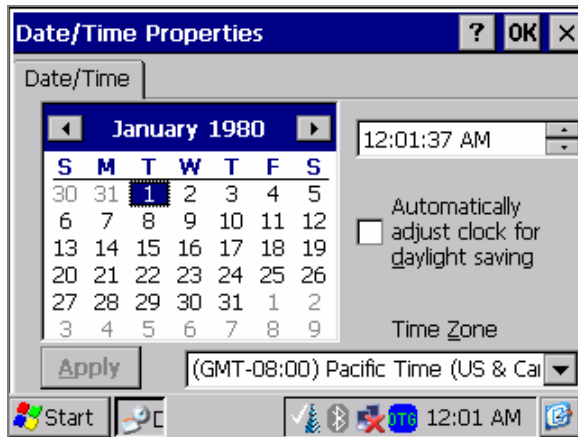 Date/Time Properties ? OK ×
Date/Time
January 1980
12:01:37 AM
S M T W T F S
30 31 1 2 3 4 5
6 7 8 9 10 11 12
13 14 15 16 17 18 19
20 21 22 23 24 25 26
27 28 29 30 31 1 2
3 4 5 6 7 8 9
Automatically
adjust clock for
daylight saving
Time Zone
Apply
(GMT-08:00) Pacific Time (US & Ca
Start
OTG 12:01 AM